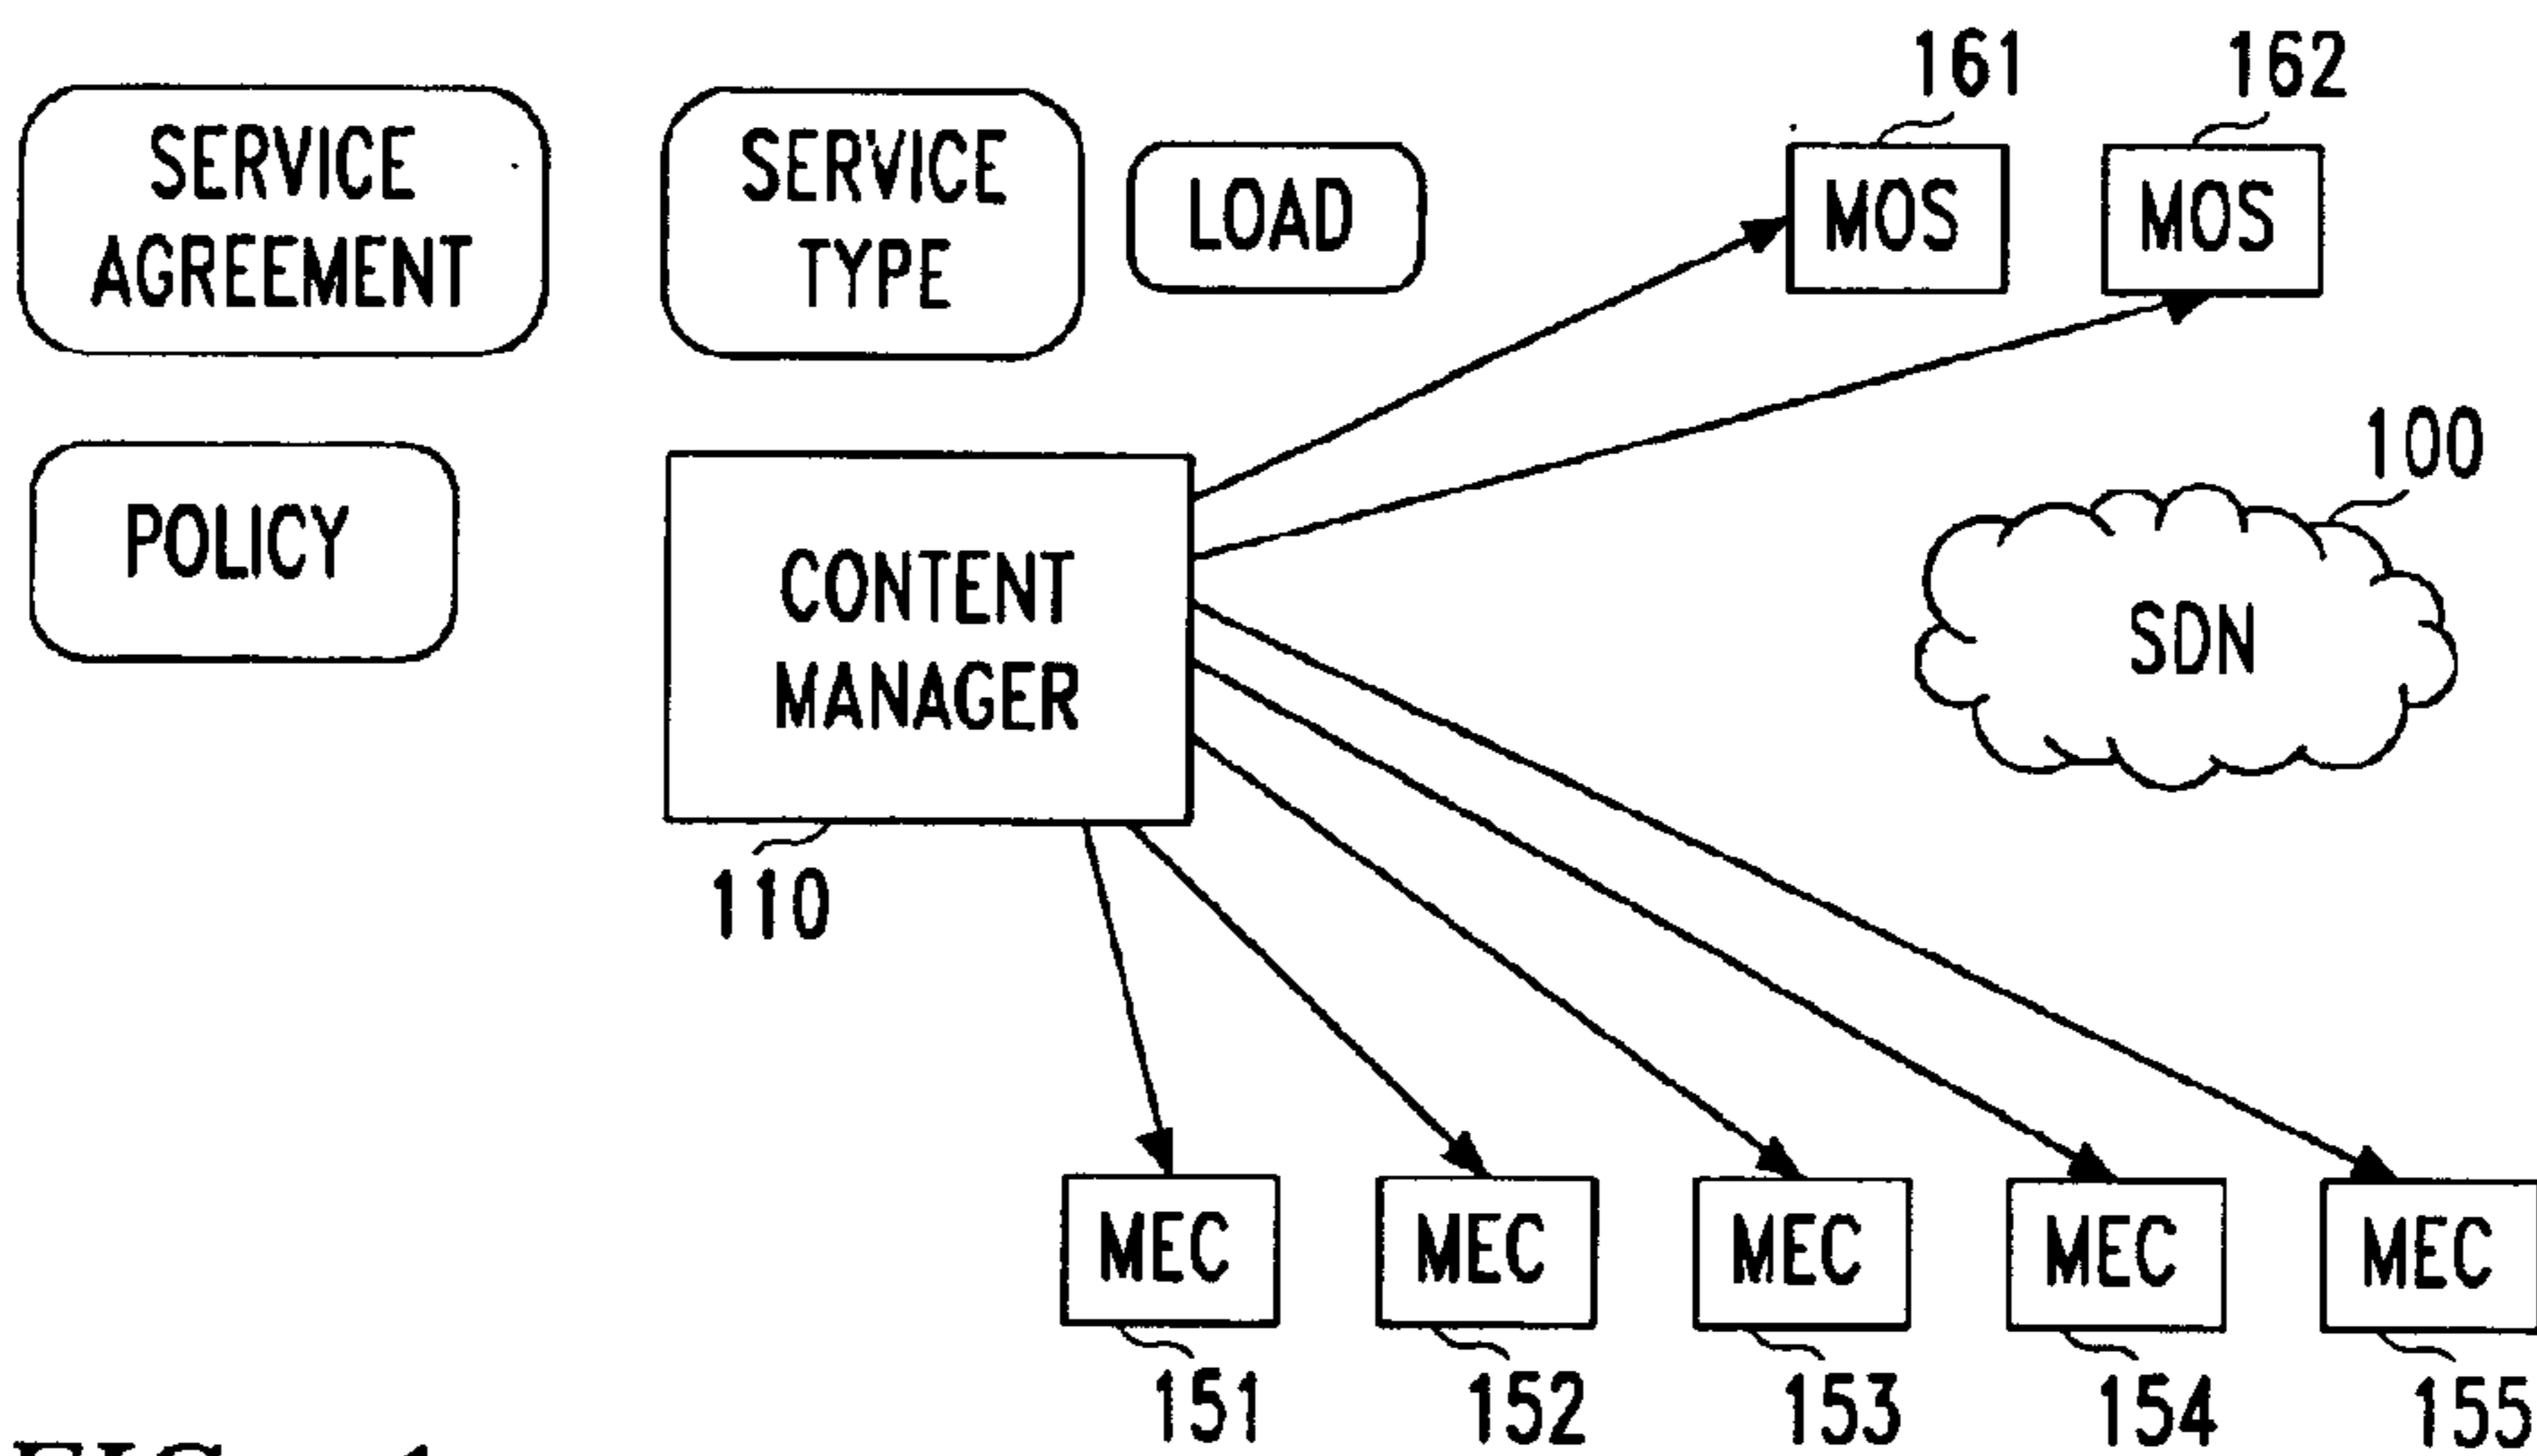 161
162
SERVICE
AGREEMENT
SERVICE
TYPE
LOAD
MOS
MOS
100
POLICY
CONTENT
MANAGER
SDN
110
MEC
MEC
MEC
MEC
MEC
151
152
153
154
155